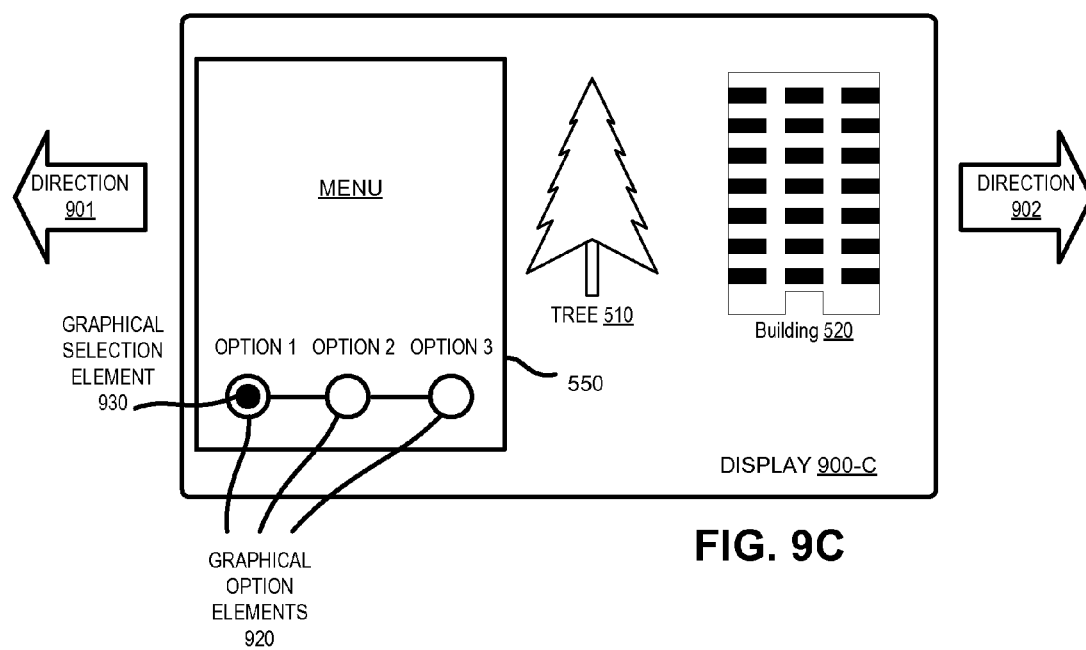 DIRECTION
901
MENU
DIRECTION
902
TREE 510
Building 520
GRAPHICAL
SELECTION
ELEMENT
930
OPTION 1 OPTION 2 OPTION 3
550
DISPLAY 900-C
FIG. 9C
GRAPHICAL
OPTION
ELEMENTS
920